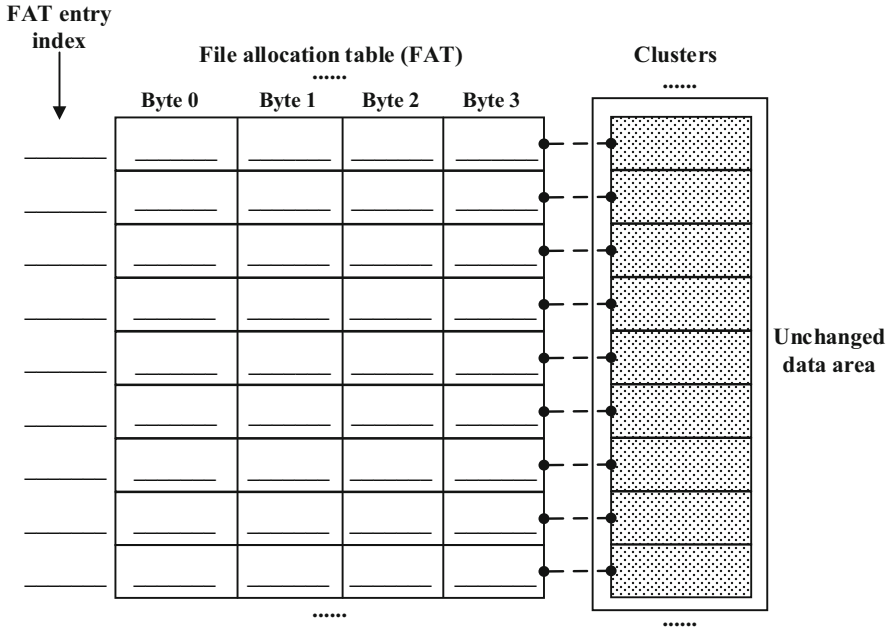 FAT entry
index
File allocation table (FAT)
......
Clusters
......
Byte 0 Byte 1 Byte 2 Byte 3
Unchanged
data area
......
......